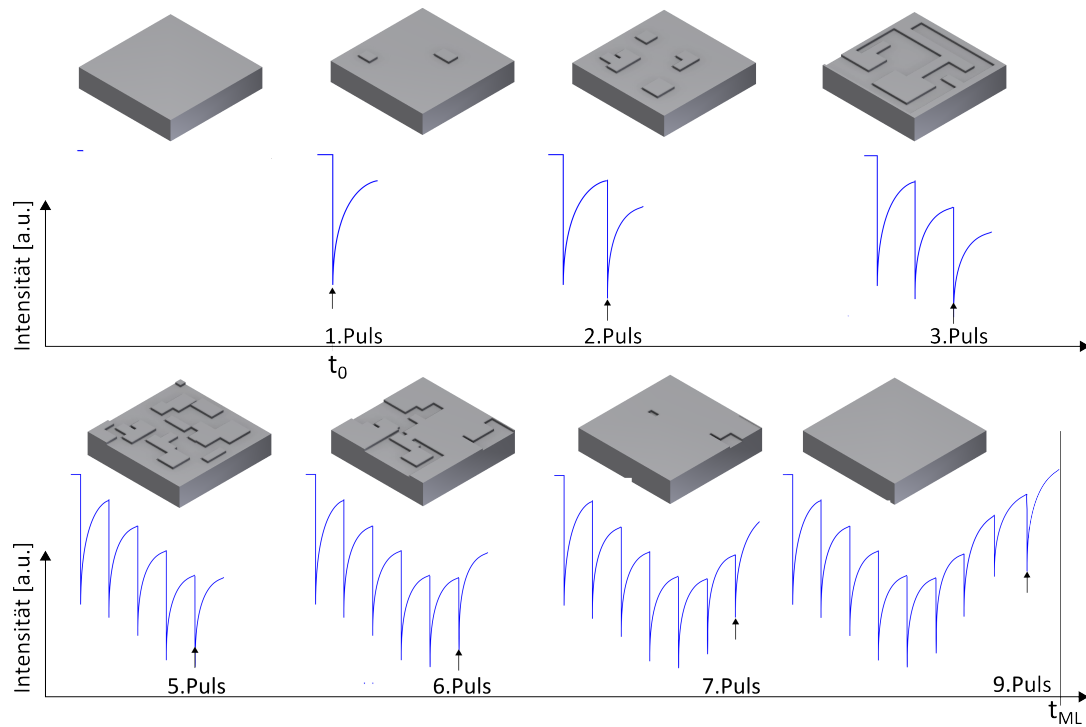 Intensität [a.u.]
1.Puls
2.Puls
3.Puls
t0
Intensität [a.u.]
5.Puls
6.Puls
7.Puls
9.Puls
tML